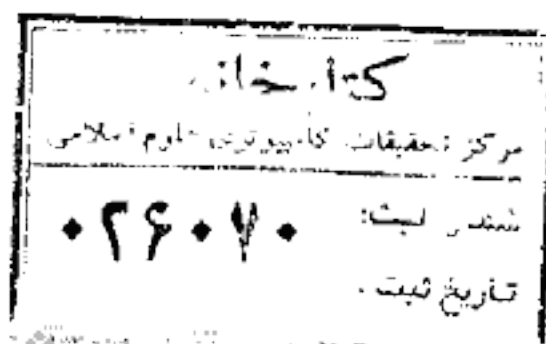 کتابخانه
مرکز تحقیقات کامپیوتری علوم اسلامی
شماره ثبت: ۰۲۶۰۷۰
تاریخ ثبت: